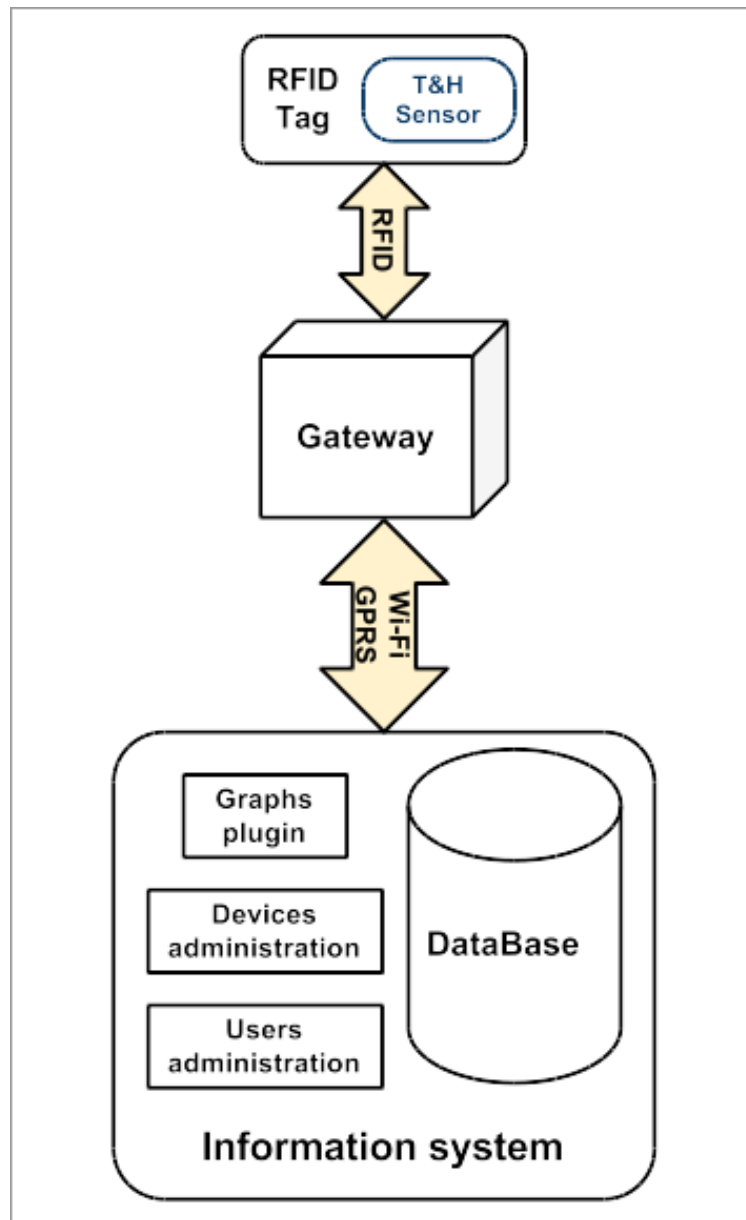 RFID
Tag
T&H
Sensor
RFID
Gateway
Wi-Fi
GPRS
Graphs
plugin
Devices
administration
Users
administration
DataBase
Information system